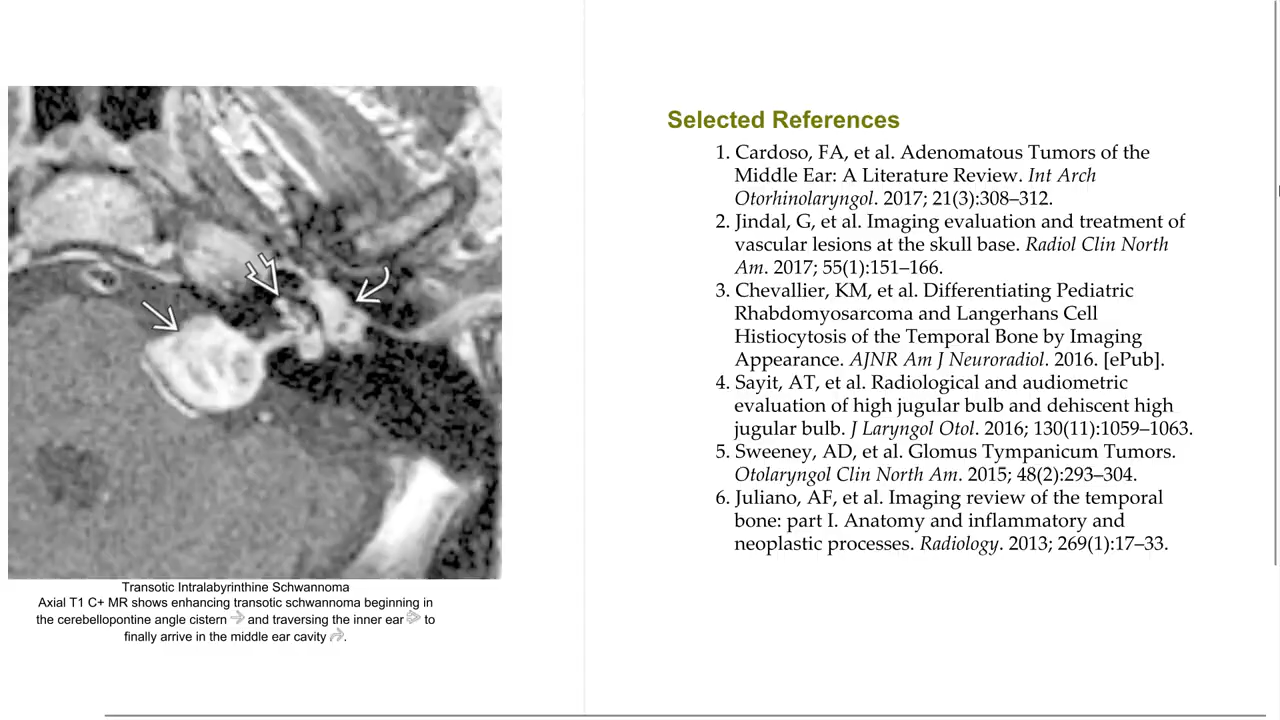 Transotic Intralabyrinthine Schwannoma
Axial T1 C+ MR shows enhancing transotic schwannoma beginning in
the cerebellopontine angle cistern and traversing the inner ear to
finally arrive in the middle ear cavity .
Selected References
1. Cardoso, FA, et al. Adenomatous Tumors of the
Middle Ear: A Literature Review. Int Arch
Otorhinolaryngol. 2017; 21(3):308–312.
2. Jindal, G, et al. Imaging evaluation and treatment of
vascular lesions at the skull base. Radiol Clin North
Am. 2017; 55(1):151–166.
3. Chevallier, KM, et al. Differentiating Pediatric
Rhabdomyosarcoma and Langerhans Cell
Histiocytosis of the Temporal Bone by Imaging
Appearance. AJNR Am J Neuroradiol. 2016. [ePub].
4. Sayit, AT, et al. Radiological and audiometric
evaluation of high jugular bulb and dehiscent high
jugular bulb. J Laryngol Otol. 2016; 130(11):1059–1063.
5. Sweeney, AD, et al. Glomus Tympanicum Tumors.
Otolaryngol Clin North Am. 2015; 48(2):293–304.
6. Juliano, AF, et al. Imaging review of the temporal
bone: part I. Anatomy and inflammatory and
neoplastic processes. Radiology. 2013; 269(1):17–33.